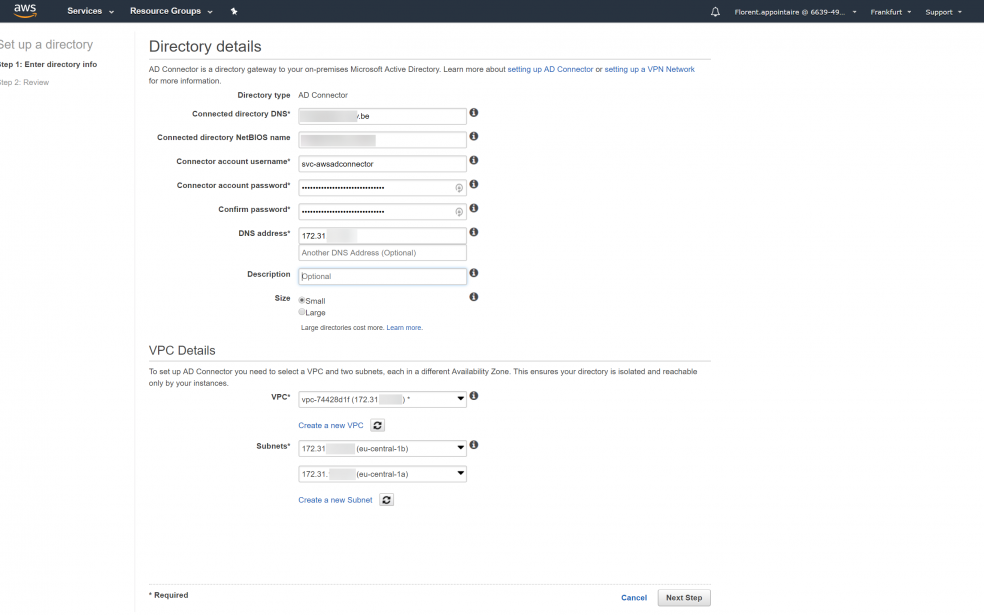 aws
Services
Resource Groups
Florent.appointaire @ 6639-49...
Frankfurt
Support
Set up a directory
Step 1: Enter directory info
Step 2: Review
Directory details
AD Connector is a directory gateway to your on-premises Microsoft Active Directory. Learn more about setting up AD Connector or setting up a VPN Network
for more information.
Directory type AD Connector
Connected directory DNS* .be
Connected directory NetBIOS name
Connector account username* svc-awsadconnector
Connector account password*
Confirm password*
DNS address* 172.31
Another DNS Address (Optional)
Description Optional
Size Small
Large
Large directories cost more. Learn more.
VPC Details
To set up AD Connector you need to select a VPC and two subnets, each in a different Availability Zone. This ensures your directory is isolated and reachable
only by your instances.
VPC* vpc-74428d1f (172.31 ) *
Create a new VPC
Subnets* 172.31 (eu-central-1b)
172.31. (eu-central-1a)
Create a new Subnet
* Required
Cancel
Next Step